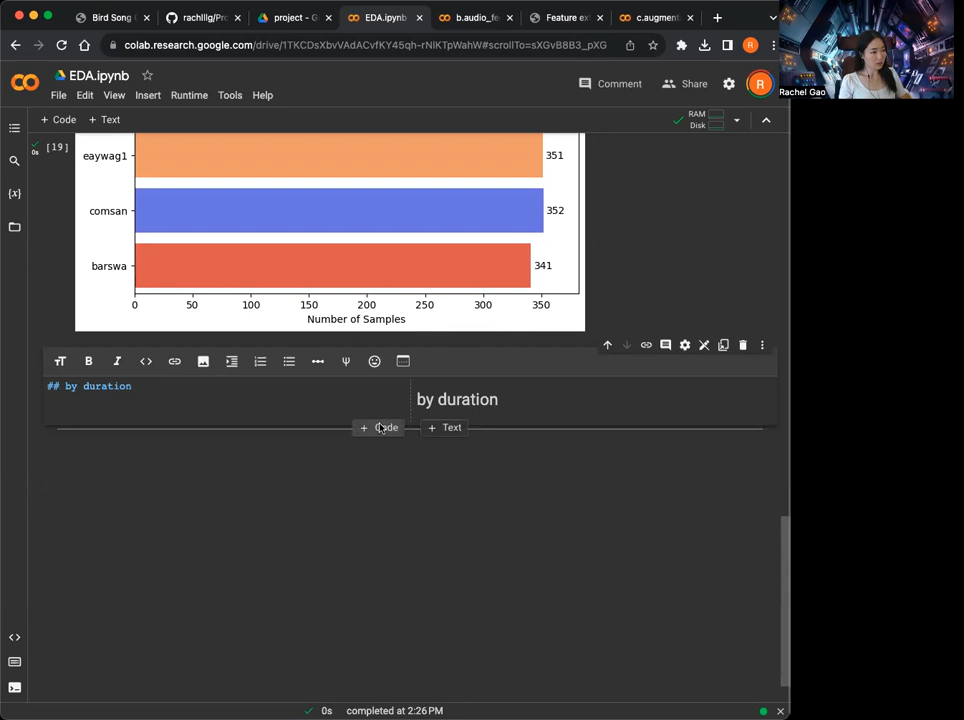 Bird Song
rachlllg/Pro
project - G
EDA.ipynb
b.audio_fe
Feature ex
c.augment
colab.research.google.com/drive/1TKCDsXbvVAdACvfKY45qh-rNlKTpWahW#scrollTo=sXGvB8B3_pXG
R
EDA.ipynb
Comment
Share
R
File Edit View Insert Runtime Tools Help
+ Code + Text
RAM
Disk
Rachel Gao
0s
[19]
eaywag1
351
comsan
352
barswa
341
0 50 100 150 200 250 300 350
Number of Samples
## by duration
by duration
+ Code + Text
0s completed at 2:26 PM